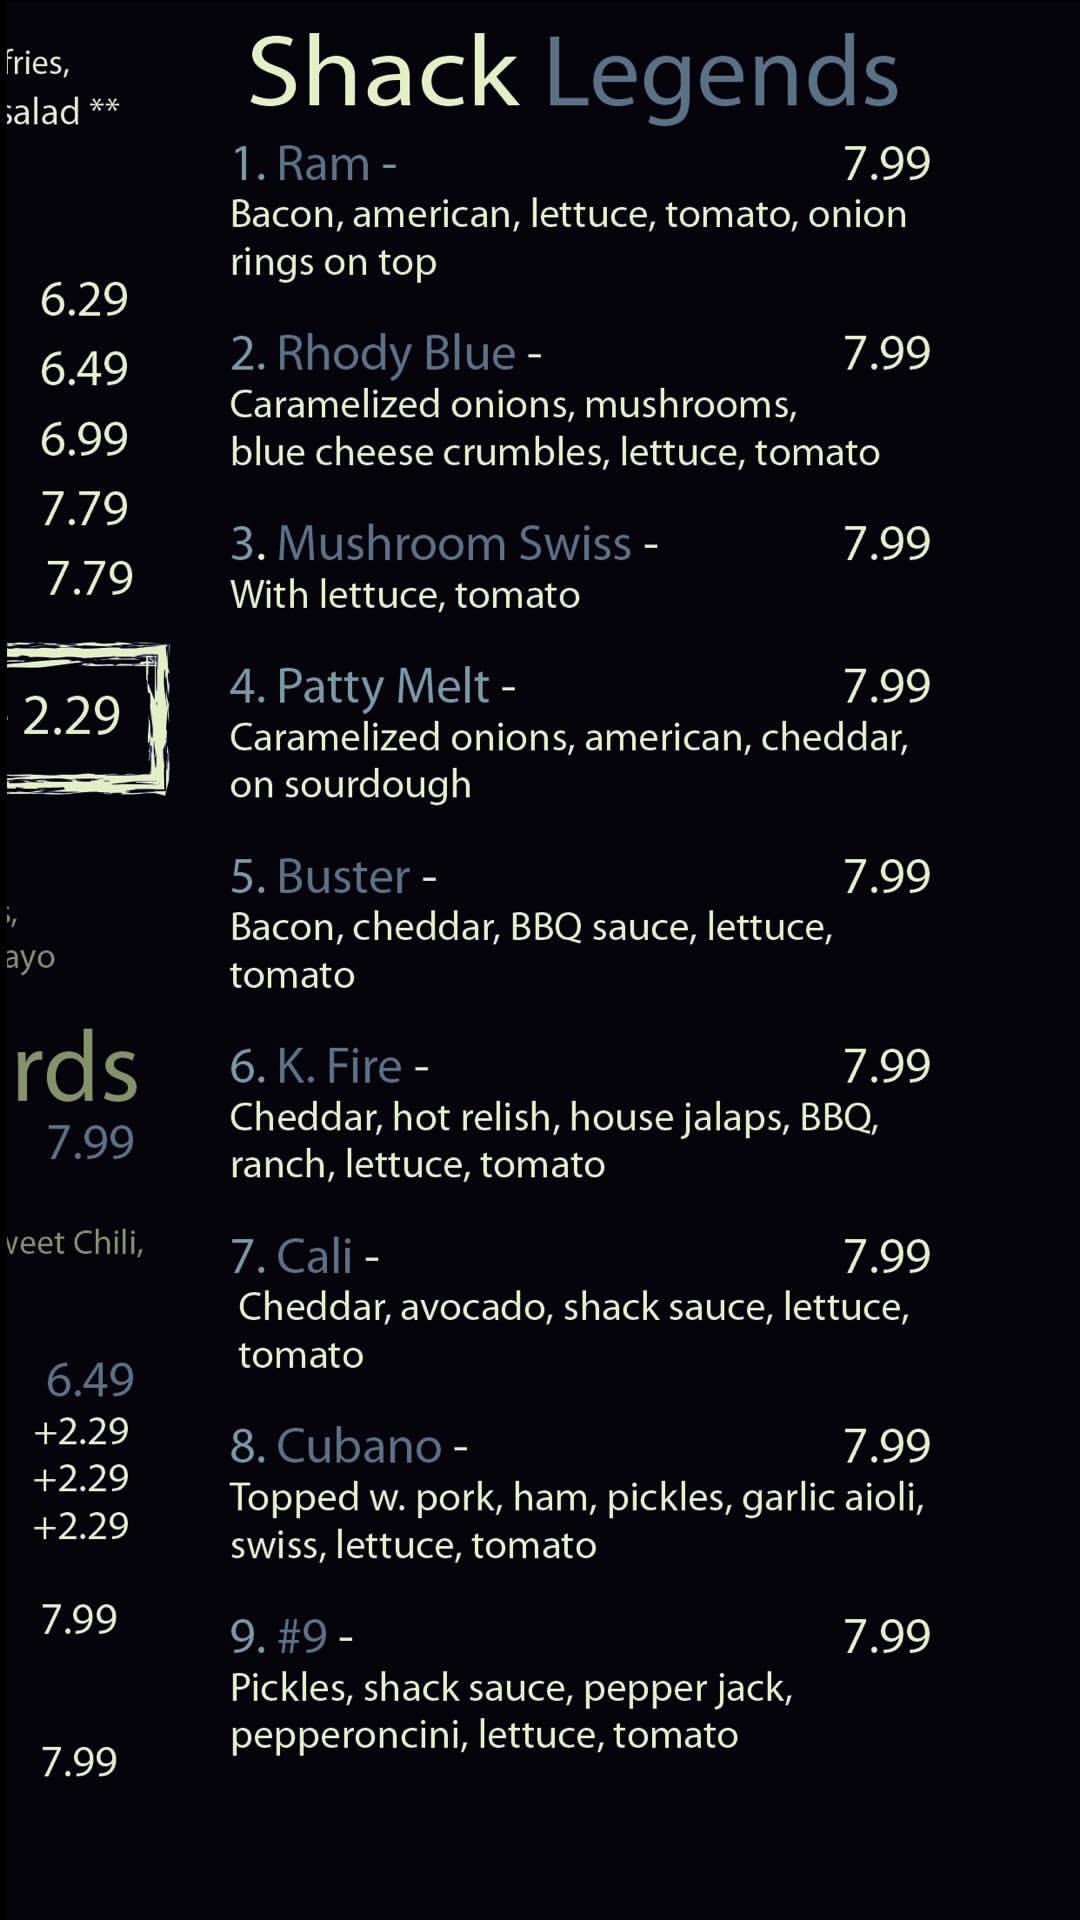 fries,
salad **
6.29
6.49
6.99
7.79
7.79
2.29
s,
ayo
rds
7.99
weet Chili,
6.49
+2.29
+2.29
+2.29
7.99
7.99
Shack Legends
1. Ram - 7.99
Bacon, american, lettuce, tomato, onion
rings on top
2. Rhody Blue - 7.99
Caramelized onions, mushrooms,
blue cheese crumbles, lettuce, tomato
3. Mushroom Swiss - 7.99
With lettuce, tomato
4. Patty Melt - 7.99
Caramelized onions, american, cheddar,
on sourdough
5. Buster - 7.99
Bacon, cheddar, BBQ sauce, lettuce,
tomato
6. K. Fire - 7.99
Cheddar, hot relish, house jalaps, BBQ,
ranch, lettuce, tomato
7. Cali - 7.99
Cheddar, avocado, shack sauce, lettuce,
tomato
8. Cubano - 7.99
Topped w. pork, ham, pickles, garlic aioli,
swiss, lettuce, tomato
9. #9 - 7.99
Pickles, shack sauce, pepper jack,
pepperoncini, lettuce, tomato